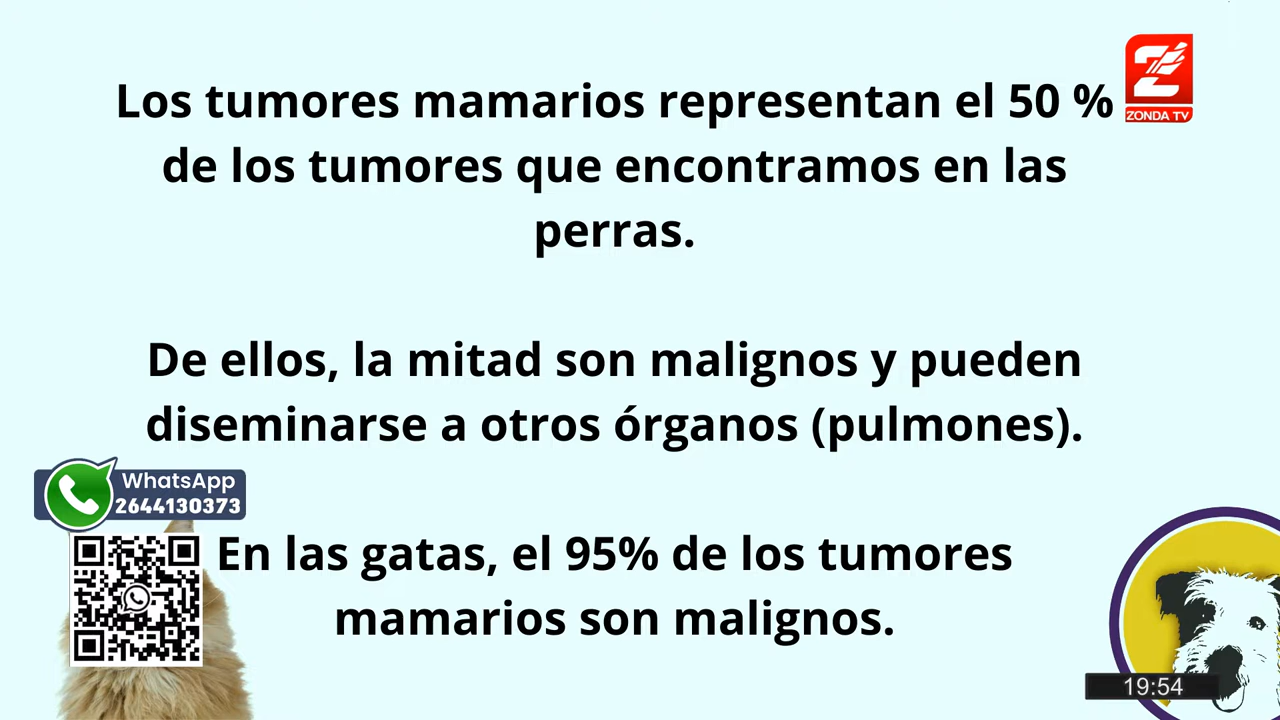 Los tumores mamarios representan el 50 %
de los tumores que encontramos en las
perras.
De ellos, la mitad son malignos y pueden
diseminarse a otros órganos (pulmones).
En las gatas, el 95% de los tumores
mamarios son malignos.
ZONDA TV
WhatsApp
2644130373
19:54